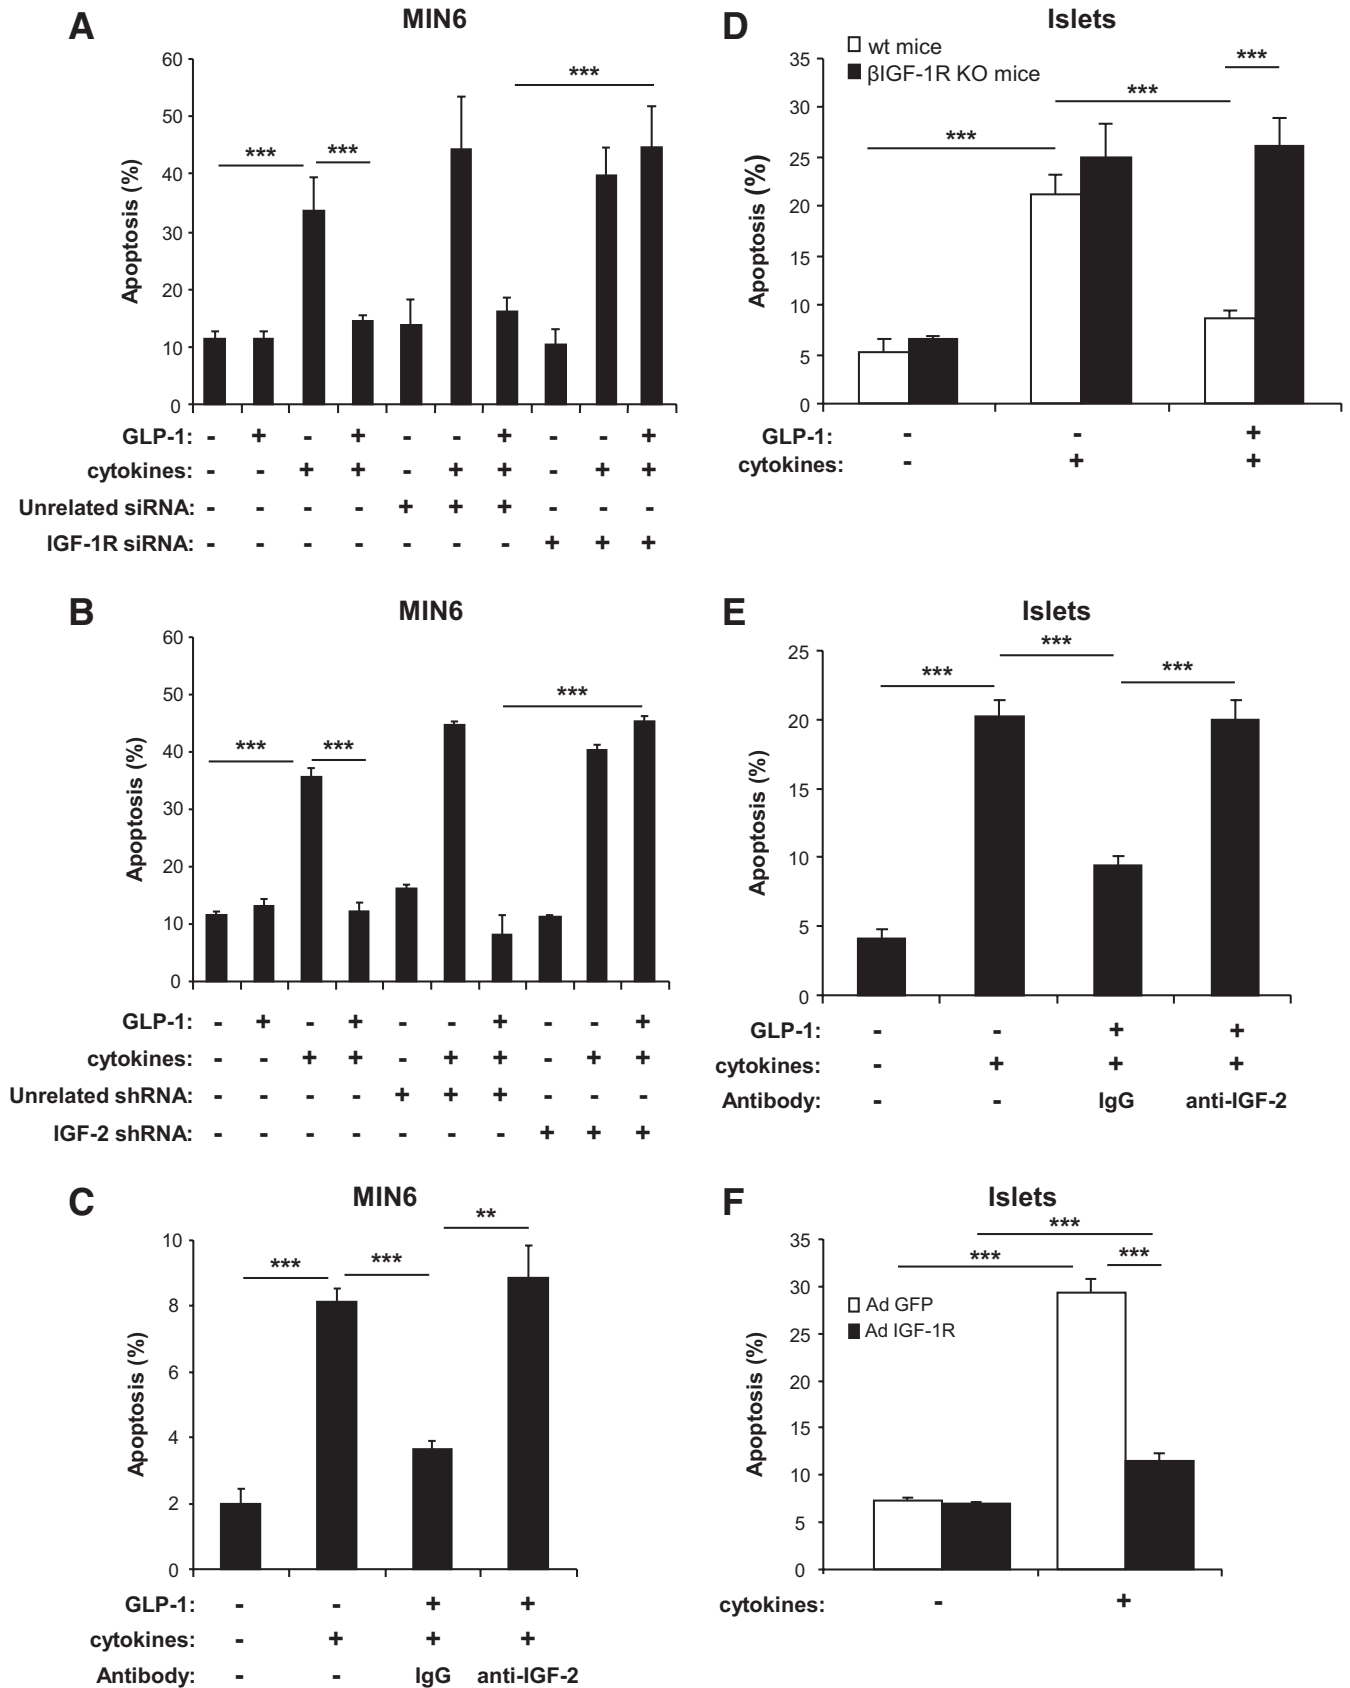 A
MIN6
***
***
***
Apoptosis (%)
60
50
40
30
20
10
0
GLP-1: - + - + - - + - - +
cytokines: - - + + - + + - + +
Unrelated siRNA: - - - - + + + - - -
IGF-1R siRNA: - - - - - - - + + +
B
MIN6
***
***
***
Apoptosis (%)
60
50
40
30
20
10
0
GLP-1: - + - + - - + - - +
cytokines: - - + + - + + - + +
Unrelated shRNA: - - - - + + + - - -
IGF-2 shRNA: - - - - - - - + + +
C
MIN6
***
***
**
Apoptosis (%)
10
8
6
4
2
0
GLP-1: - - + +
cytokines: - + + +
Antibody: - - IgG anti-IGF-2
D
Islets
wt mice
βIGF-1R KO mice
***
***
***
Apoptosis (%)
35
30
25
20
15
10
5
0
GLP-1: - - +
cytokines: - + +
E
Islets
***
***
***
Apoptosis (%)
25
20
15
10
5
0
GLP-1: - - + +
cytokines: - + + +
Antibody: - - IgG anti-IGF-2
F
Islets
***
***
***
Ad GFP
Ad IGF-1R
Apoptosis (%)
35
30
25
20
15
10
5
0
cytokines: - +